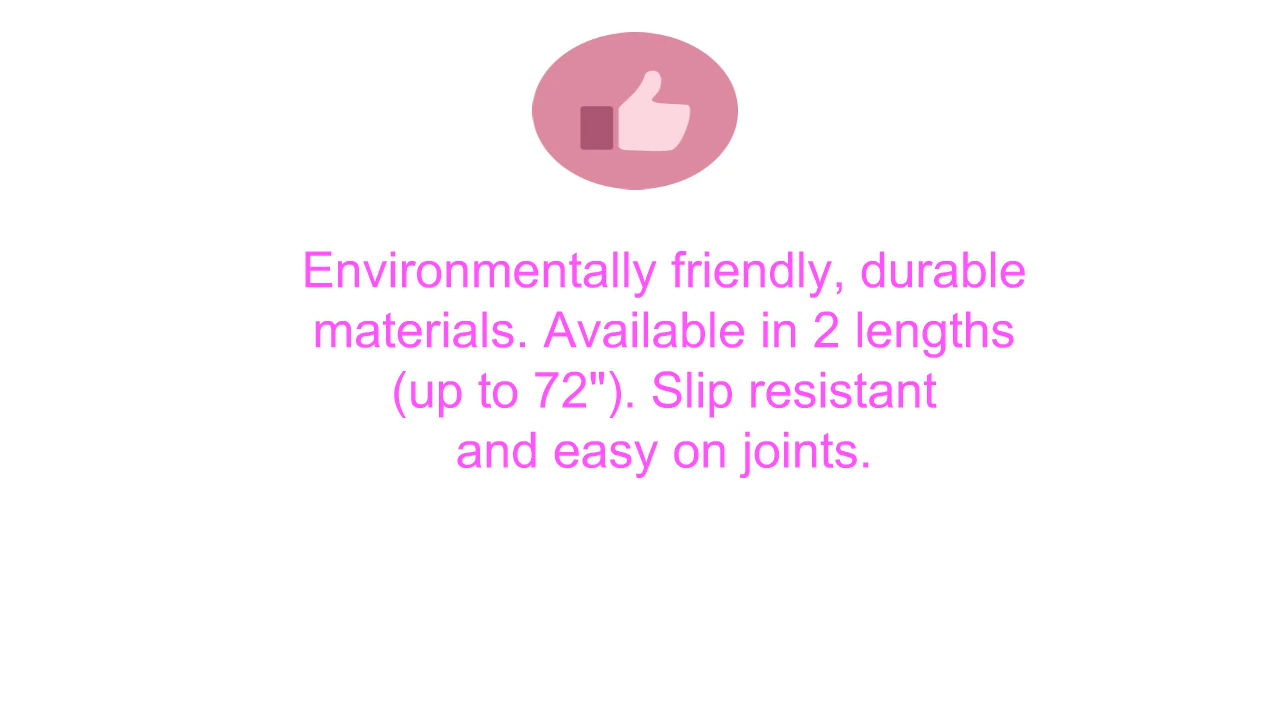 Environmentally friendly, durable
materials. Available in 2 lengths
(up to 72"). Slip resistant
and easy on joints.